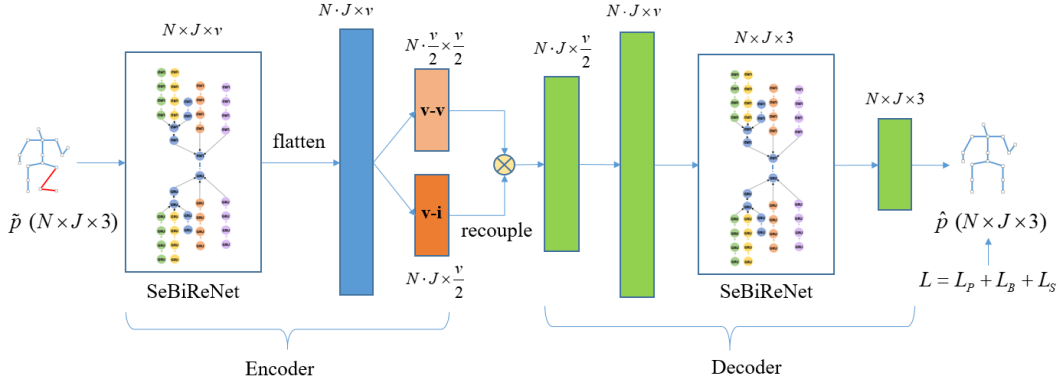 N × J × v
N · J × v
N · v/2 × v/2
N · J × v/2
N · J × v
N × J × 3
N × J × 3
v-v
v-i
flatten
recouple
p̃ (N × J × 3)
SeBiReNet
N · J × v/2
SeBiReNet
p̂ (N × J × 3)
L = L_P + L_B + L_S
Encoder
Decoder